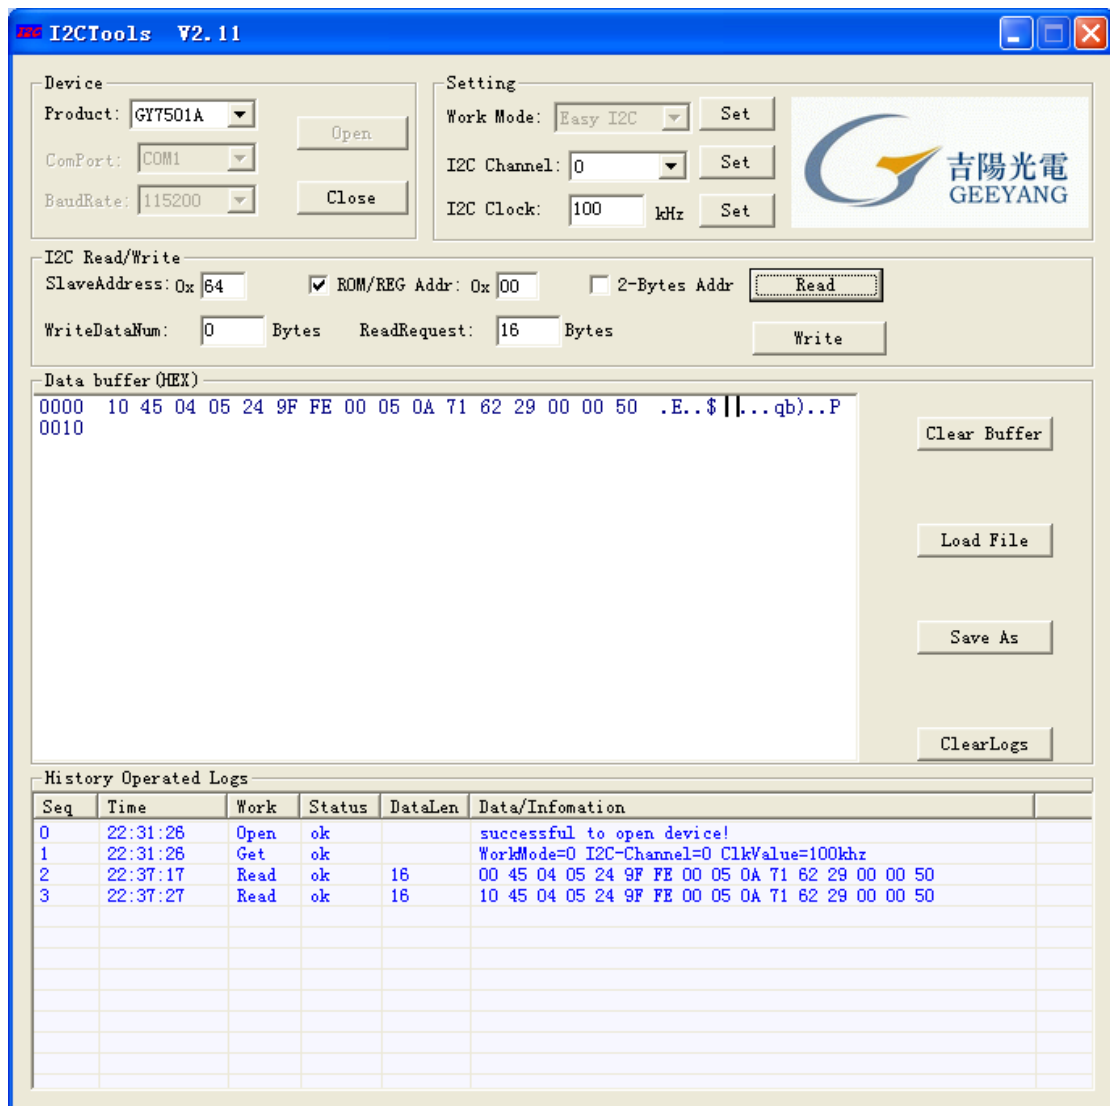 I2C I2CTools V2.11
Device
Product: GY7501A
Open
ComPort: COM1
BaudRate: 115200
Close
Setting
Work Mode: Easy I2C Set
I2C Channel: 0 Set
I2C Clock: 100 kHz Set
吉陽光電
GEEYANG
I2C Read/Write
SlaveAddress: 0x 64 ROM/REG Addr: 0x 00 2-Bytes Addr Read
WriteDataNum: 0 Bytes ReadRequest: 16 Bytes Write
Data buffer(HEX)
0000 10 45 04 05 24 9F FE 00 05 0A 71 62 29 00 00 50 .E..$||...qb)..P
0010
Clear Buffer
Load File
Save As
ClearLogs
History Operated Logs
Seq Time Work Status DataLen Data/Infomation
0 22:31:26 Open ok successful to open device!
1 22:31:26 Get ok WorkMode=0 I2C-Channel=0 ClkValue=100khz
2 22:37:17 Read ok 16 00 45 04 05 24 9F FE 00 05 0A 71 62 29 00 00 50
3 22:37:27 Read ok 16 10 45 04 05 24 9F FE 00 05 0A 71 62 29 00 00 50